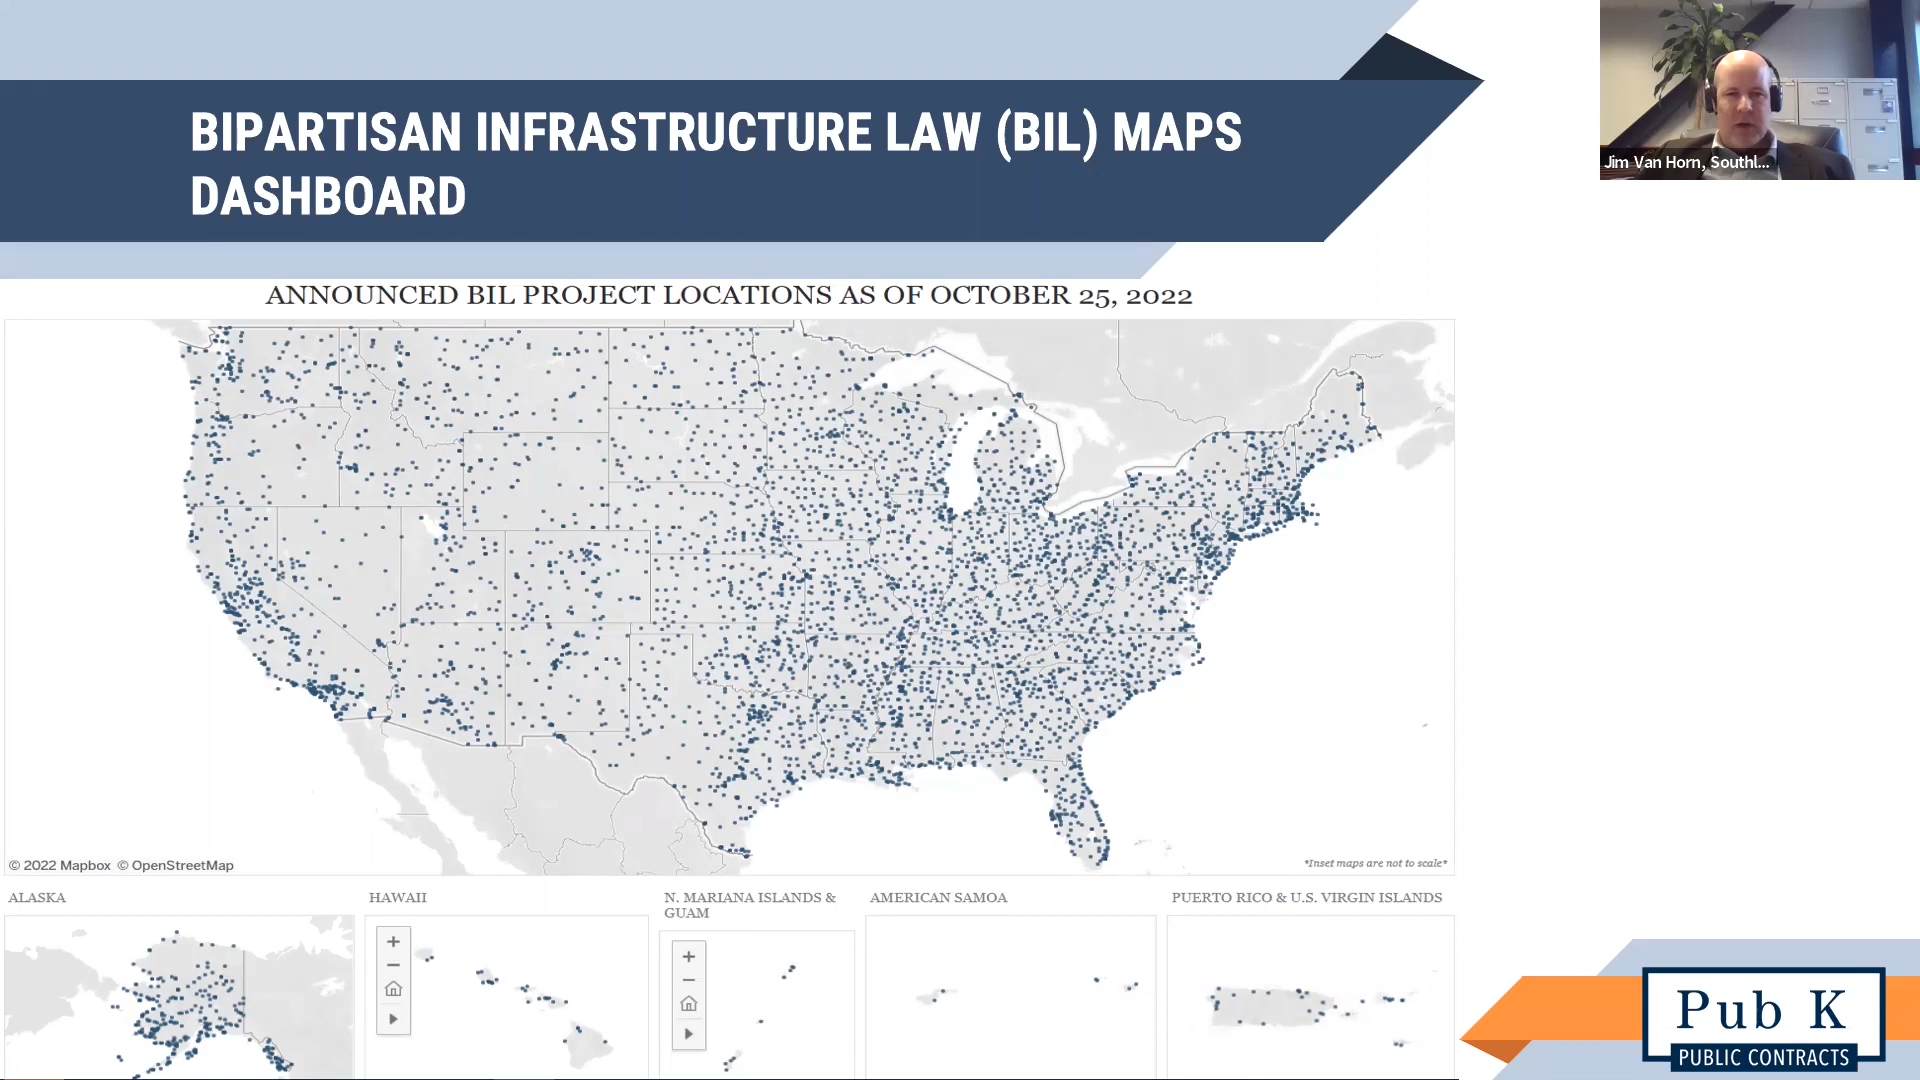 BIPARTISAN INFRASTRUCTURE LAW (BIL) MAPS
DASHBOARD
Jim Van Horn, Southl...
ANNOUNCED BIL PROJECT LOCATIONS AS OF OCTOBER 25, 2022
© 2022 Mapbox © OpenStreetMap
*Inset maps are not to scale*
ALASKA
HAWAII
N. MARIANA ISLANDS &
GUAM
AMERICAN SAMOA
PUERTO RICO & U.S. VIRGIN ISLANDS
Pub K
PUBLIC CONTRACTS